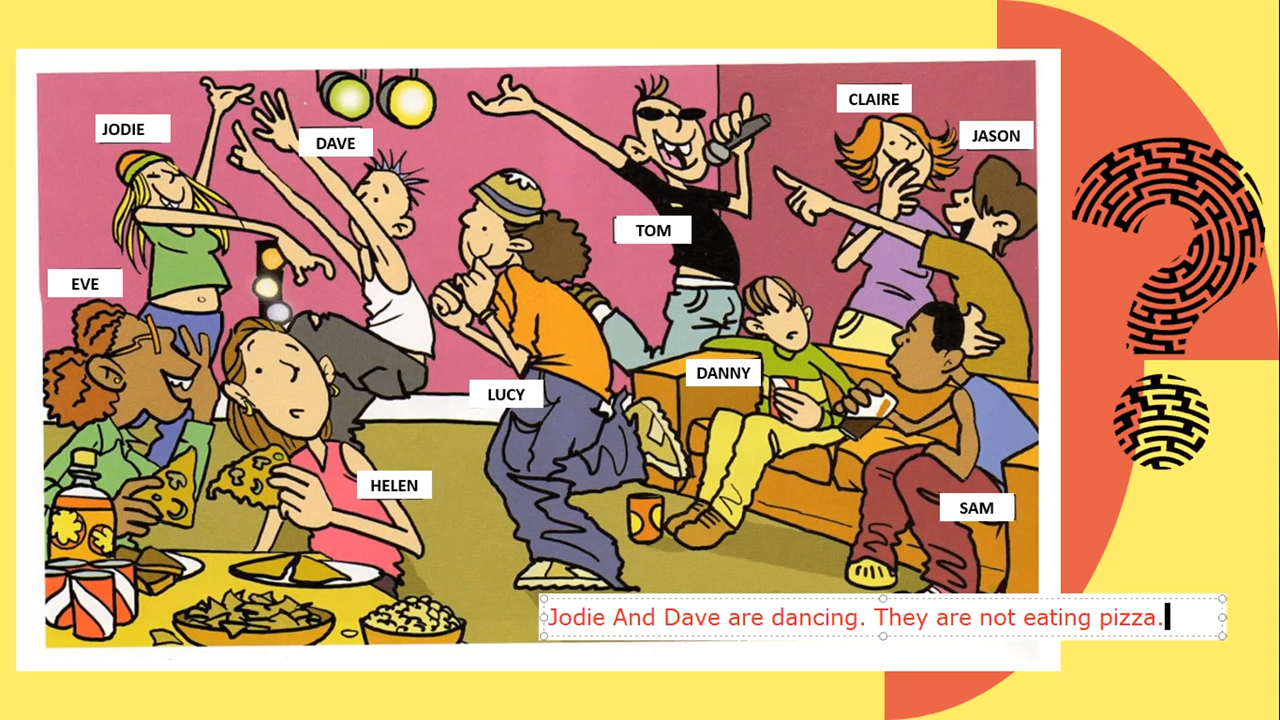 CLAIRE
JODIE
JASON
DAVE
TOM
EVE
DANNY
LUCY
HELEN
SAM
Jodie And Dave are dancing. They are not eating pizza.